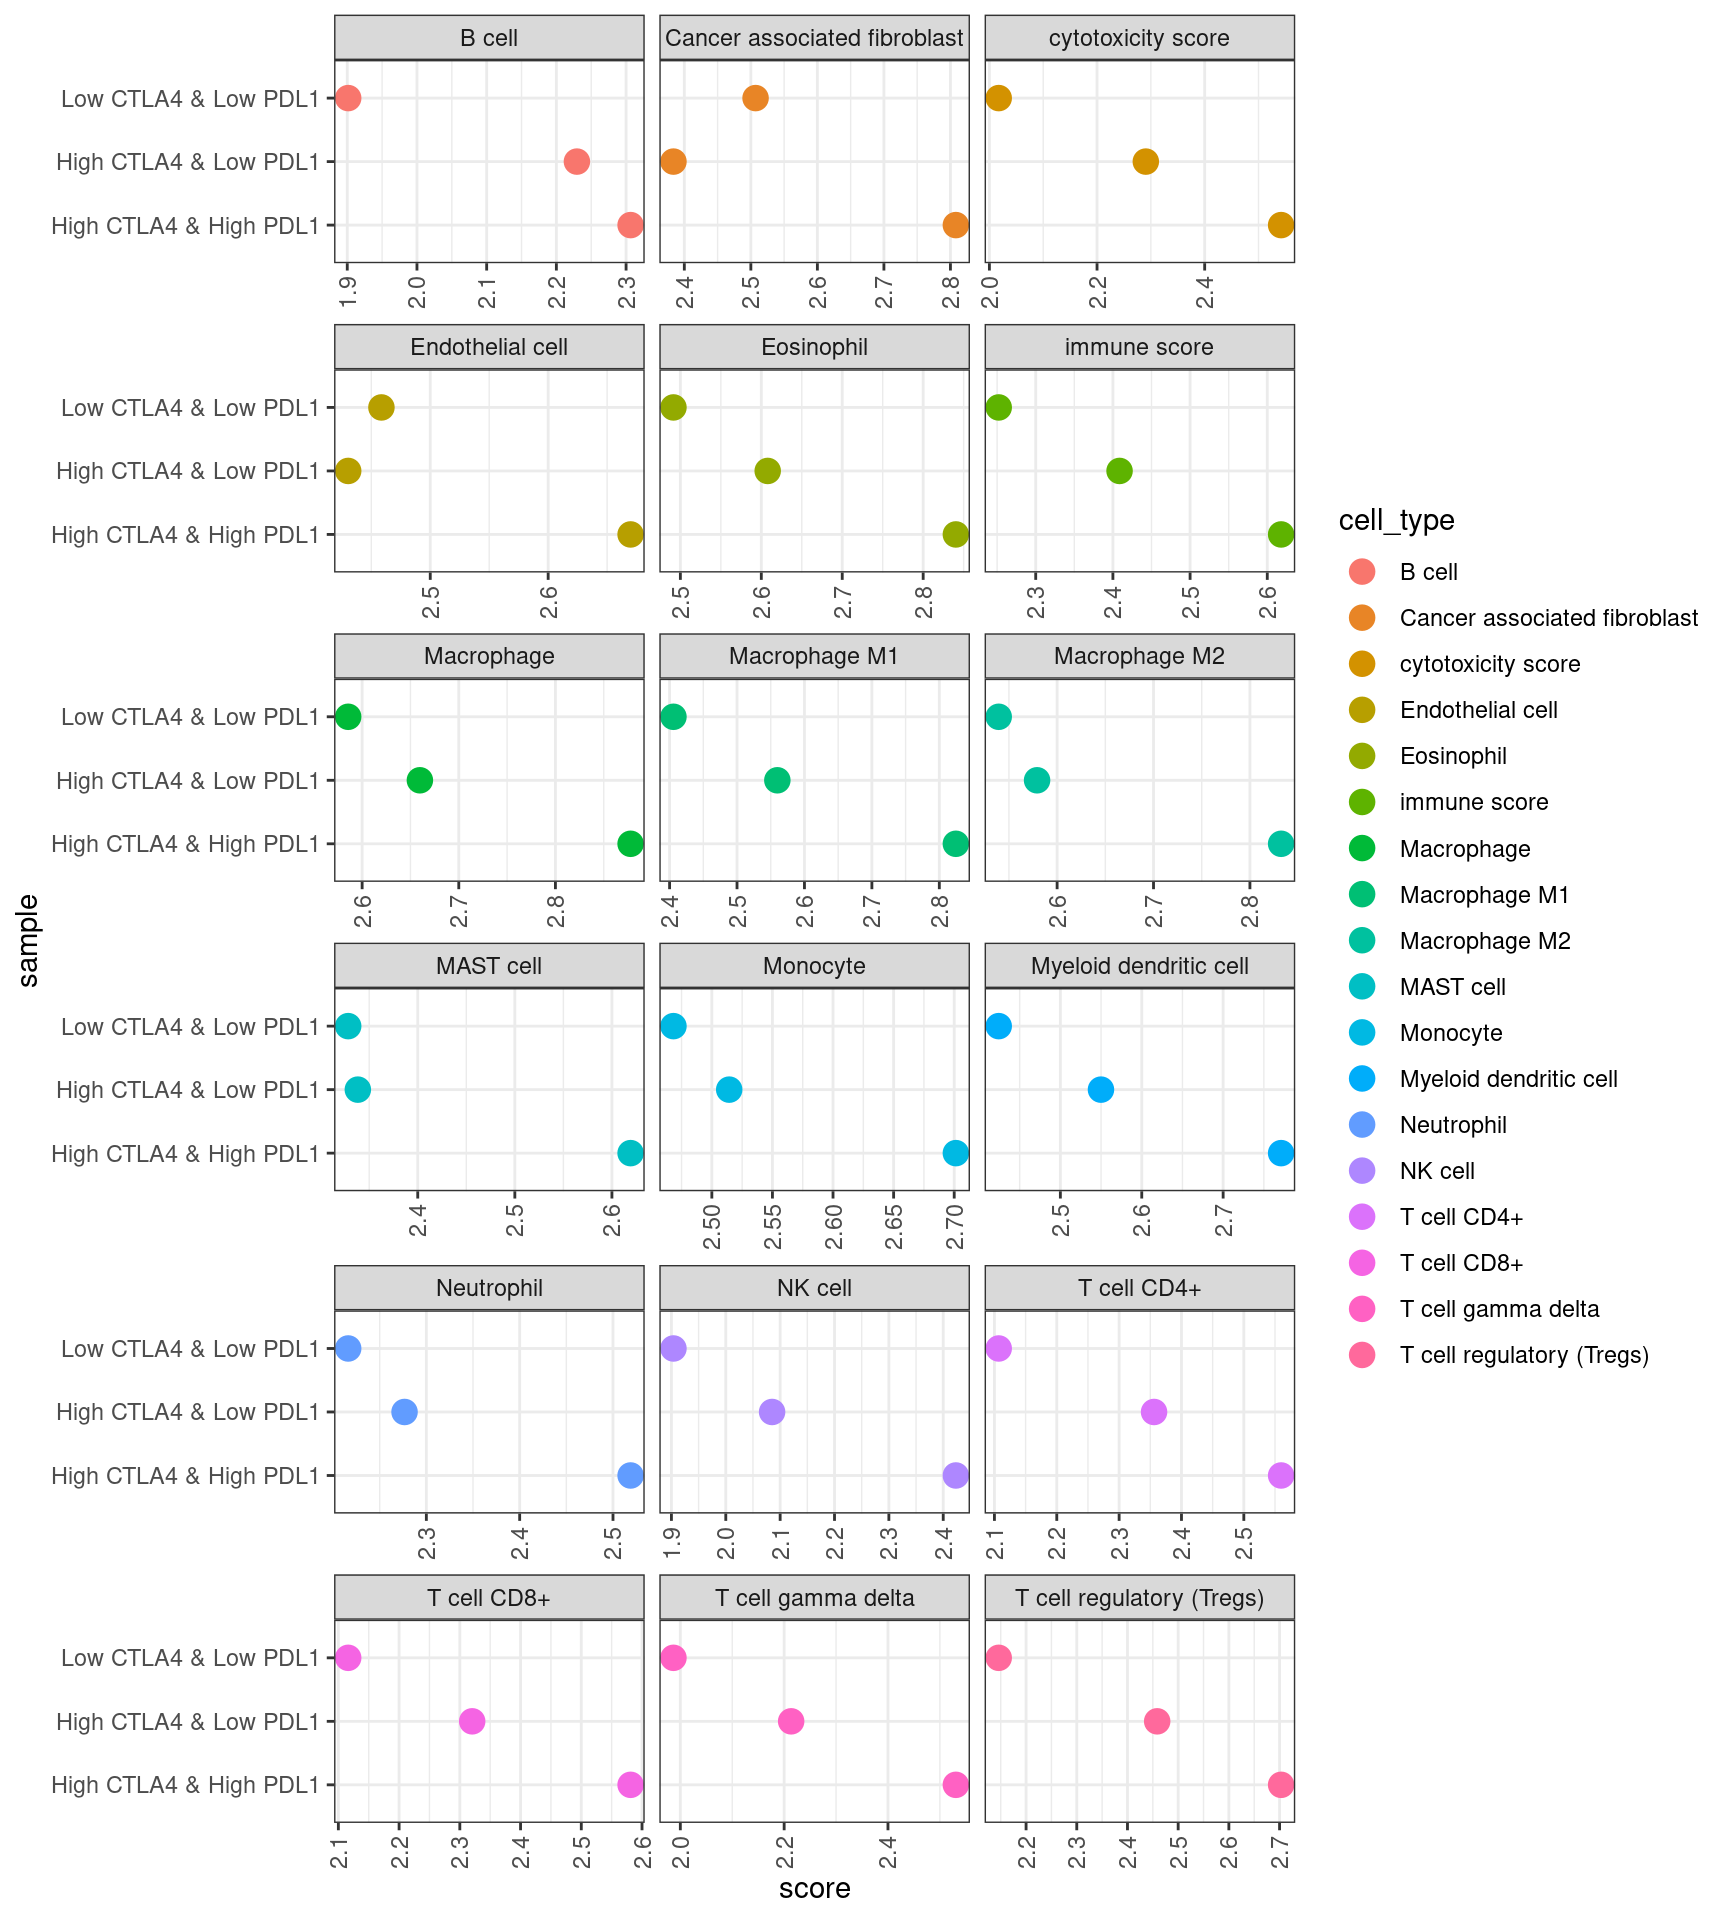 B cell
Cancer associated fibroblast
cytotoxicity score
Low CTLA4 & Low PDL1
High CTLA4 & Low PDL1
High CTLA4 & High PDL1
1.9 2.0 2.1 2.2 2.3
2.4 2.5 2.6 2.7 2.8
2.0 2.2 2.4
Endothelial cell
Eosinophil
immune score
Low CTLA4 & Low PDL1
High CTLA4 & Low PDL1
High CTLA4 & High PDL1
2.5 2.6
2.5 2.6 2.7 2.8
2.3 2.4 2.5 2.6
Macrophage
Macrophage M1
Macrophage M2
Low CTLA4 & Low PDL1
High CTLA4 & Low PDL1
High CTLA4 & High PDL1
2.6 2.7 2.8
2.4 2.5 2.6 2.7 2.8
2.6 2.7 2.8
MAST cell
Monocyte
Myeloid dendritic cell
Low CTLA4 & Low PDL1
High CTLA4 & Low PDL1
High CTLA4 & High PDL1
2.4 2.5 2.6
2.50 2.55 2.60 2.65 2.70
2.5 2.6 2.7
Neutrophil
NK cell
T cell CD4+
Low CTLA4 & Low PDL1
High CTLA4 & Low PDL1
High CTLA4 & High PDL1
2.3 2.4 2.5
1.9 2.0 2.1 2.2 2.3 2.4
2.1 2.2 2.3 2.4 2.5
T cell CD8+
T cell gamma delta
T cell regulatory (Tregs)
Low CTLA4 & Low PDL1
High CTLA4 & Low PDL1
High CTLA4 & High PDL1
2.1 2.2 2.3 2.4 2.5 2.6
2.0 2.2 2.4
2.2 2.3 2.4 2.5 2.6 2.7
score
sample
cell_type
B cell
Cancer associated fibroblast
cytotoxicity score
Endothelial cell
Eosinophil
immune score
Macrophage
Macrophage M1
Macrophage M2
MAST cell
Monocyte
Myeloid dendritic cell
Neutrophil
NK cell
T cell CD4+
T cell CD8+
T cell gamma delta
T cell regulatory (Tregs)